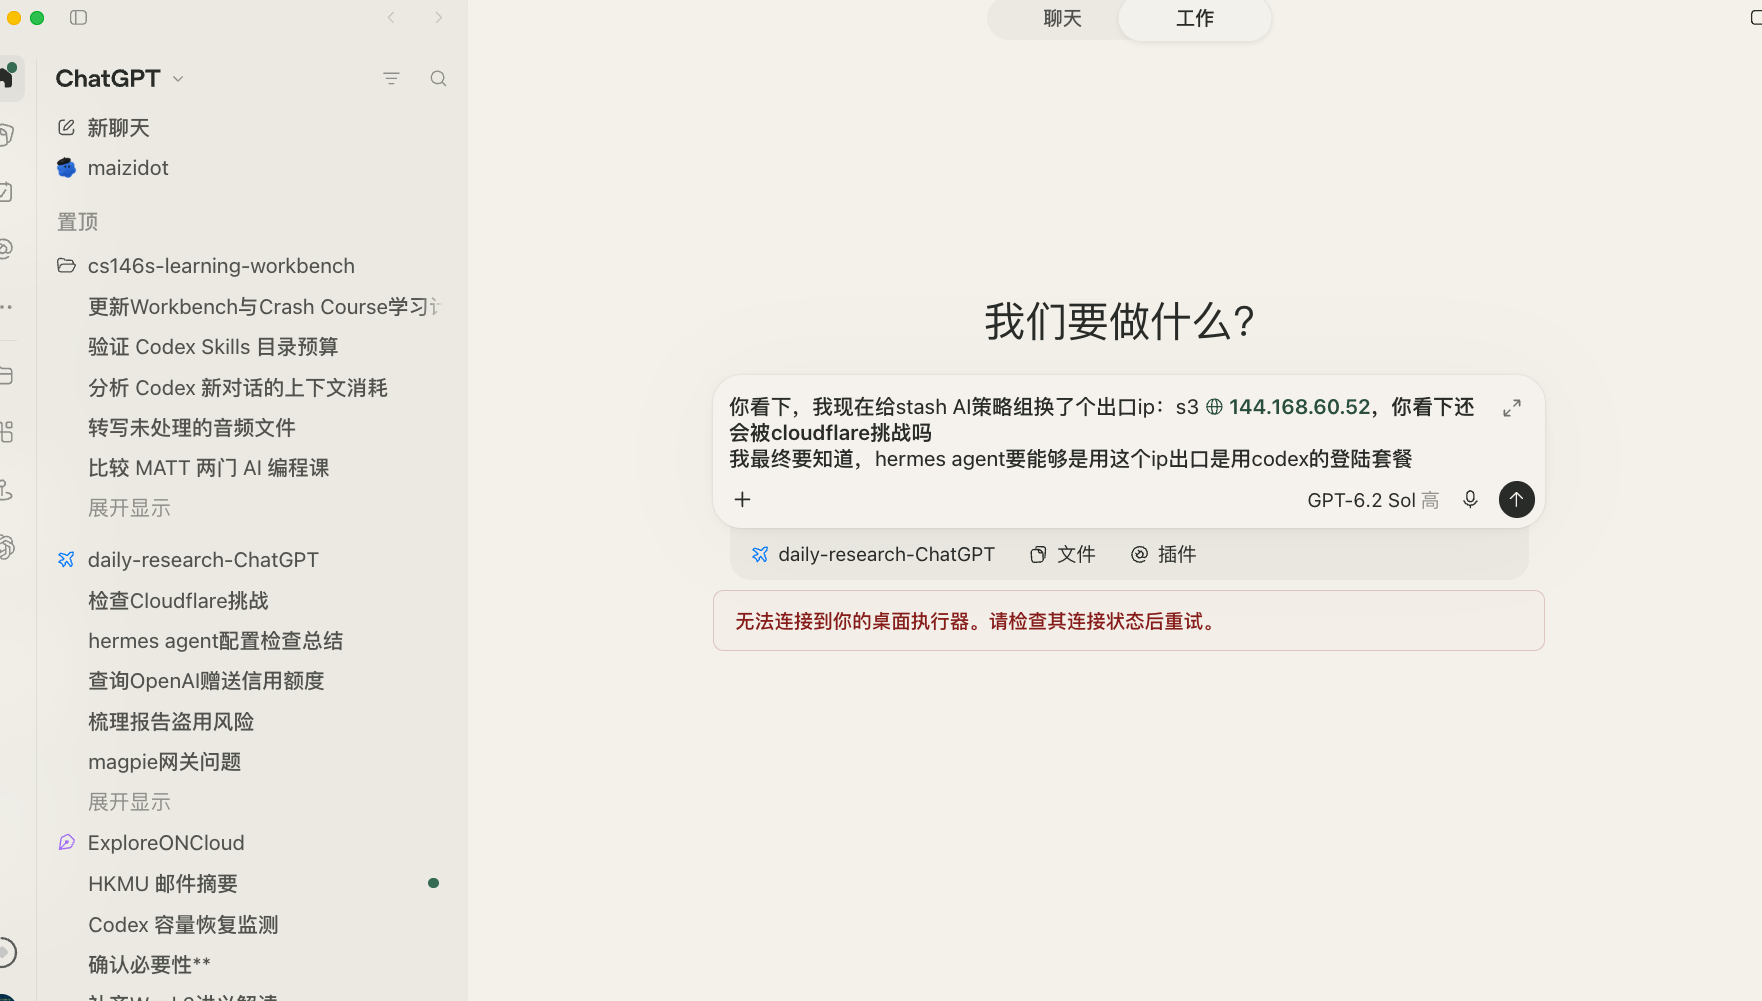 聊天
工作
ChatGPT
新聊天
maizidot
置顶
cs146s-learning-workbench
更新Workbench与Crash Course学习
验证 Codex Skills 目录预算
分析 Codex 新对话的上下文消耗
转写未处理的音频文件
比较 MATT 两门 AI 编程课
展开显示
daily-research-ChatGPT
检查Cloudflare挑战
hermes agent配置检查总结
查询OpenAI赠送信用额度
梳理报告盗用风险
magpie网关问题
展开显示
ExploreONCloud
HKMU 邮件摘要
Codex 容量恢复监测
确认必要性**
我们要做什么?
你看下，我现在给stash AI策略组换了个出口ip：s3 144.168.60.52，你看下还
会被cloudflare挑战吗
我最终要知道，hermes agent要能够是用这个ip出口是用codex的登陆套餐
GPT-6.2 Sol 高
daily-research-ChatGPT 文件 插件
无法连接到你的桌面执行器。请检查其连接状态后重试。